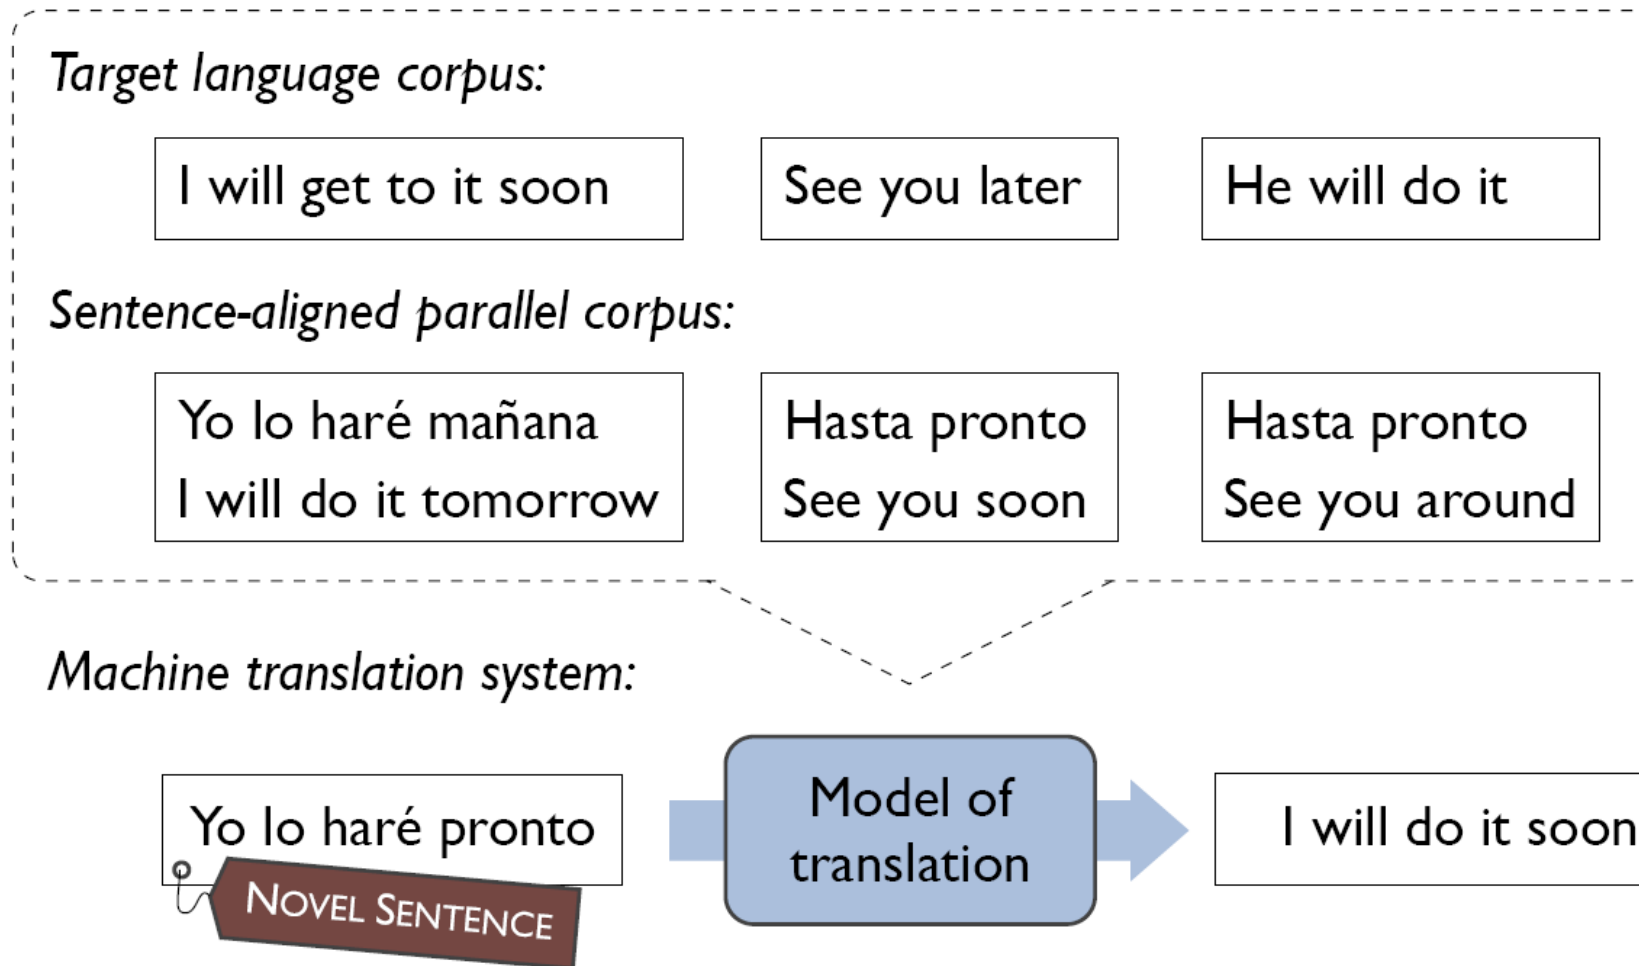 Target language corpus:
I will get to it soon
See you later
He will do it
Sentence-aligned parallel corpus:
Yo lo haré mañana
I will do it tomorrow
Hasta pronto
See you soon
Hasta pronto
See you around
Machine translation system:
Yo lo haré pronto
NOVEL SENTENCE
Model of
translation
I will do it soon